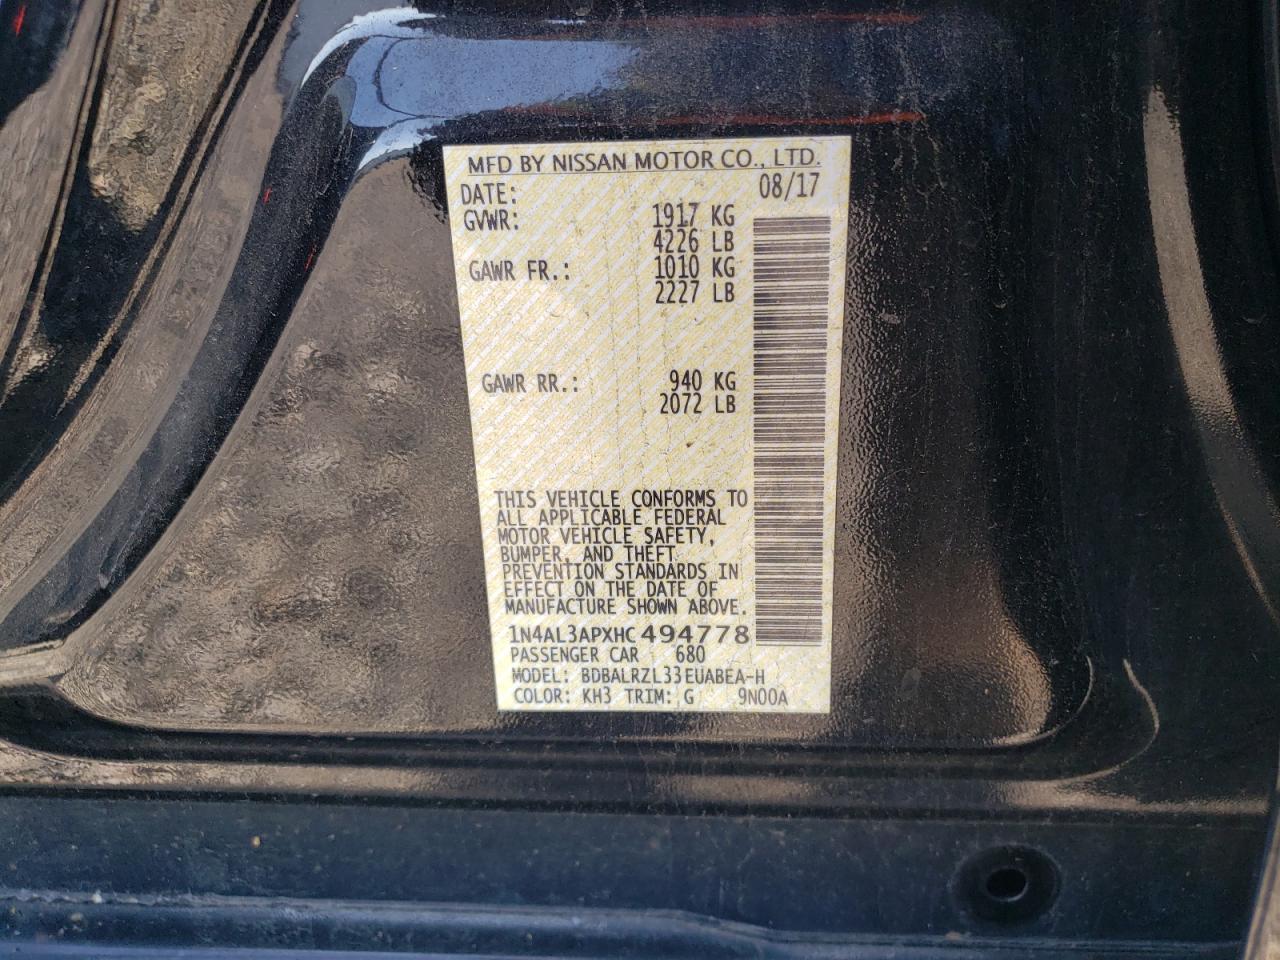 MFD BY NISSAN MOTOR CO., LTD.
DATE: 08/17
GVWR: 1917 KG
4226 LB
GAWR FR.: 1010 KG
2227 LB
GAWR RR.: 940 KG
2072 LB
THIS VEHICLE CONFORMS TO
ALL APPLICABLE FEDERAL
MOTOR VEHICLE SAFETY,
BUMPER, AND THEFT
PREVENTION STANDARDS IN
EFFECT ON THE DATE OF
MANUFACTURE SHOWN ABOVE.
1N4AL3APXHC494778
PASSENGER CAR 680
MODEL: BDBALRZL33EUABEA-H
COLOR: KH3 TRIM: G 9N00A